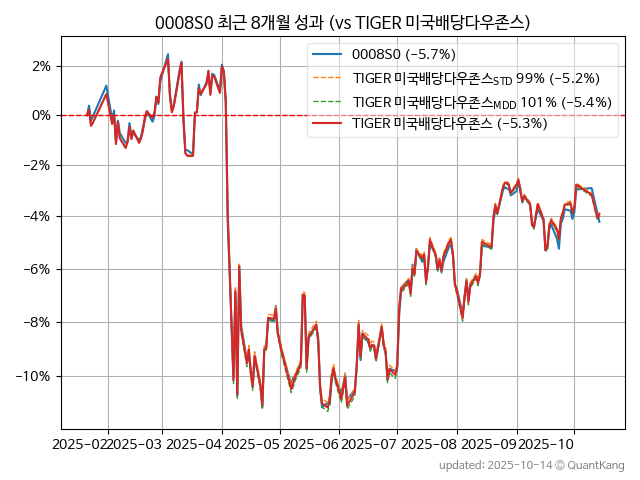 0008S0 최근 8개월 성과 (vs TIGER 미국배당다우존스)
0008S0 (−5.7%)
TIGER 미국배당다우존스STD 99% (−5.2%)
TIGER 미국배당다우존스MDD 101% (−5.4%)
TIGER 미국배당다우존스 (−5.3%)
2%
0%
−2%
−4%
−6%
−8%
−10%
2025-02 2025-03 2025-04 2025-05 2025-06 2025-07 2025-08 2025-09 2025-10
updated: 2025-10-14 © QuantKang